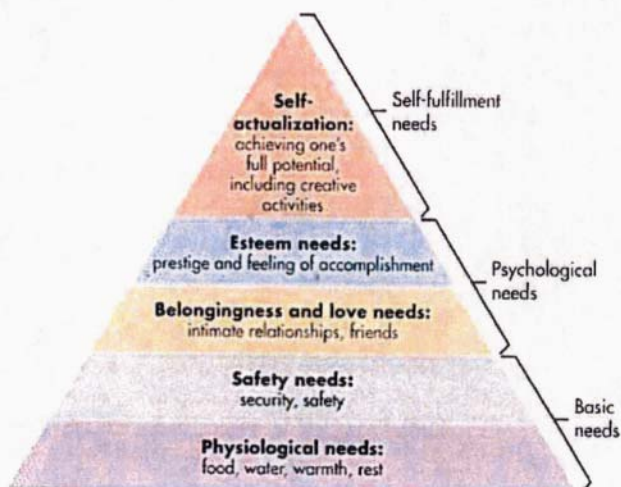 Self-
actualization:
achieving one's
full potential,
including creative
activities
Self-fulfillment
needs
Esteem needs:
prestige and feeling of accomplishment
Belongingness and love needs:
intimate relationships, friends
Psychological
needs
Safety needs:
security, safety
Physiological needs:
food, water, warmth, rest
Basic
needs